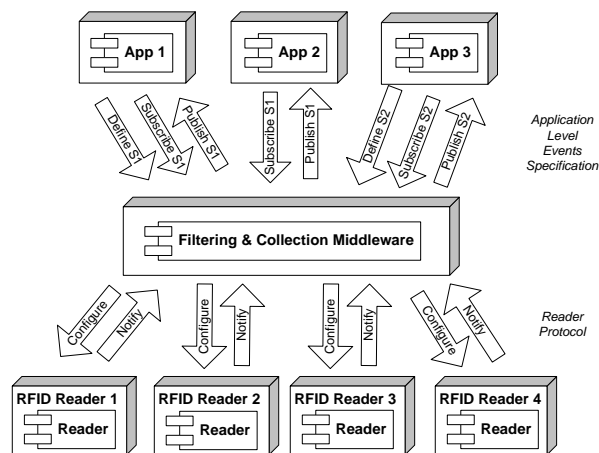 App 1
App 2
App 3
Define S1
Subscribe S1
Publish S1
Subscribe S1
Publish S1
Define S2
Subscribe S2
Publish S2
Application
Level
Events
Specification
Filtering & Collection Middleware
Configure
Notify
Configure
Notify
Configure
Notify
Configure
Notify
Reader
Protocol
RFID Reader 1
Reader
RFID Reader 2
Reader
RFID Reader 3
Reader
RFID Reader 4
Reader